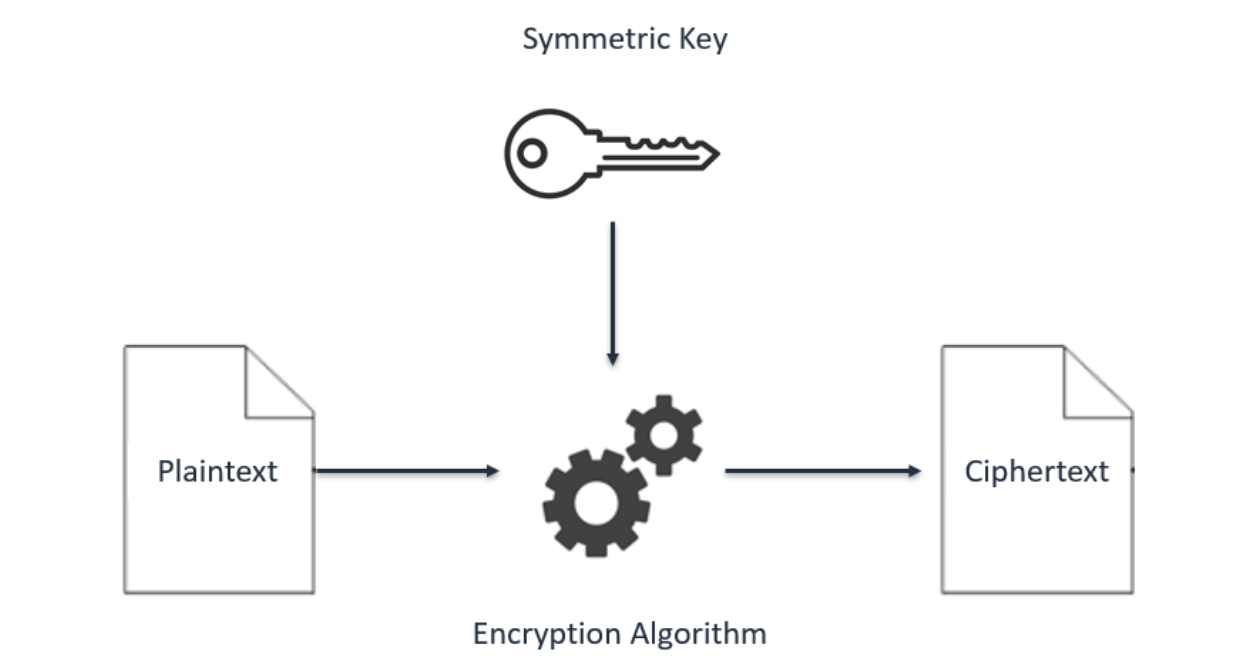 Symmetric Key
Plaintext
Ciphertext
Encryption Algorithm